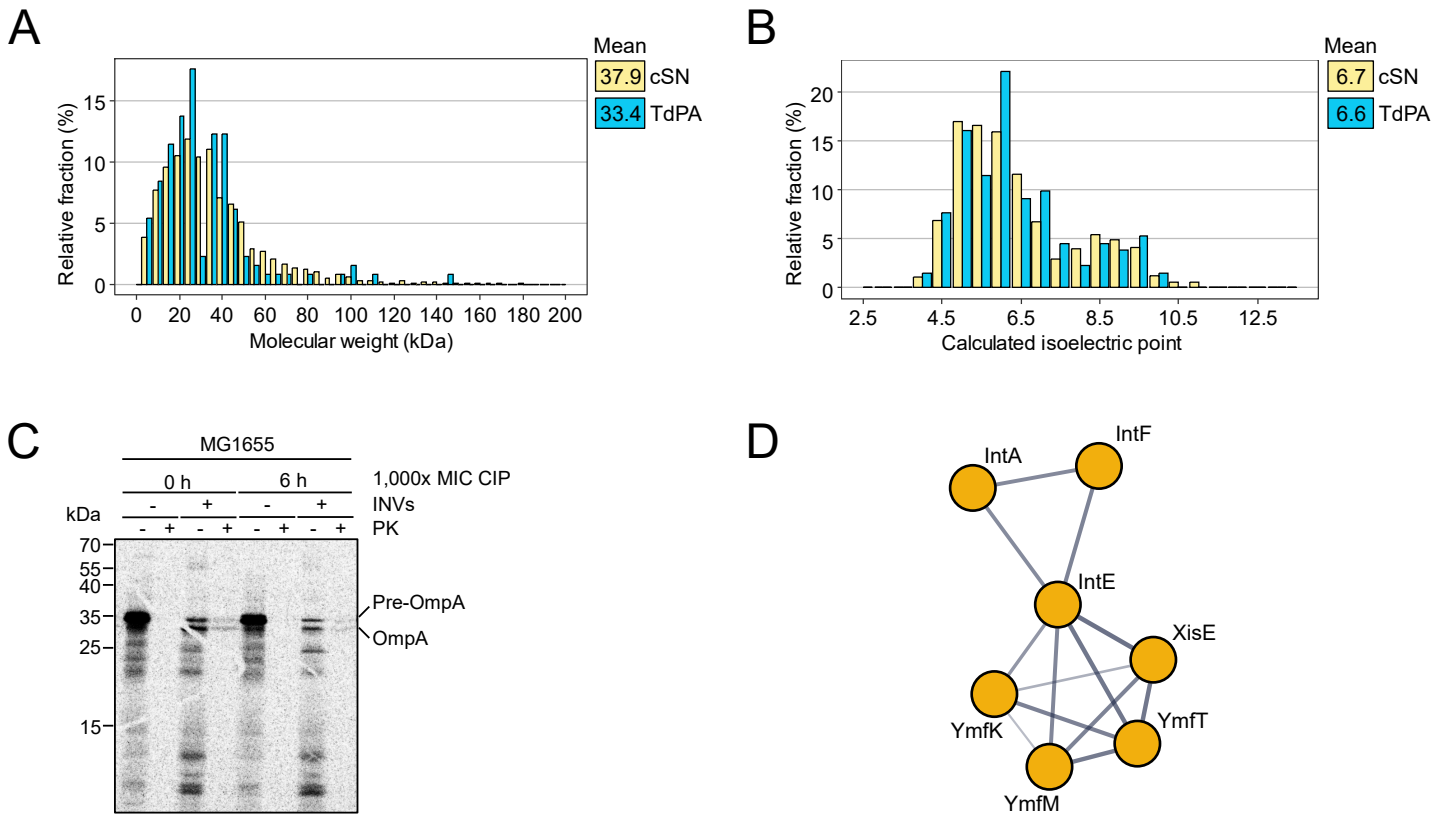 A
Mean
37.9 cSN
33.4 TdPA
Relative fraction (%)
15
10
5
0
0 20 40 60 80 100 120 140 160 180 200
Molecular weight (kDa)
B
Mean
6.7 cSN
6.6 TdPA
Relative fraction (%)
20
15
10
5
0
2.5 4.5 6.5 8.5 10.5 12.5
Calculated isoelectric point
C
MG1655
0 h 6 h 1,000x MIC CIP
- + - + INVs
kDa - + - + - + - + PK
70
55
40
35
25
15
Pre-OmpA
OmpA
D
IntF
IntA
IntE
XisE
YmfT
YmfK
YmfM